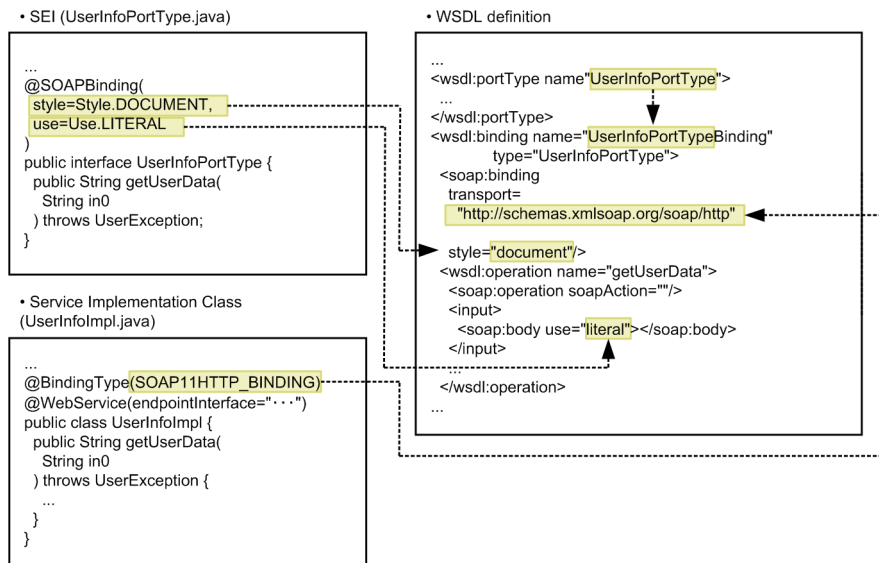 • SEI (UserInfoPortType.java)
...
@SOAPBinding(
style=Style.DOCUMENT,
use=Use.LITERAL
)
public interface UserInfoPortType {
public String getUserData(
String in0
) throws UserException;
}
• Service Implementation Class
(UserInfoImpl.java)
...
@BindingType(SOAP11HTTP_BINDING)
@WebService(endpointInterface="···")
public class UserInfoImpl {
public String getUserData(
String in0
) throws UserException {
...
}
}
• WSDL definition
...
<wsdl:portType name"UserInfoPortType">
...
</wsdl:portType>
<wsdl:binding name="UserInfoPortTypeBinding"
type="UserInfoPortType">
<soap:binding
transport=
"http://schemas.xmlsoap.org/soap/http"
style="document"/>
<wsdl:operation name="getUserData">
<soap:operation soapAction=""/>
<input>
<soap:body use="literal"></soap:body>
</input>
...
</wsdl:operation>
...